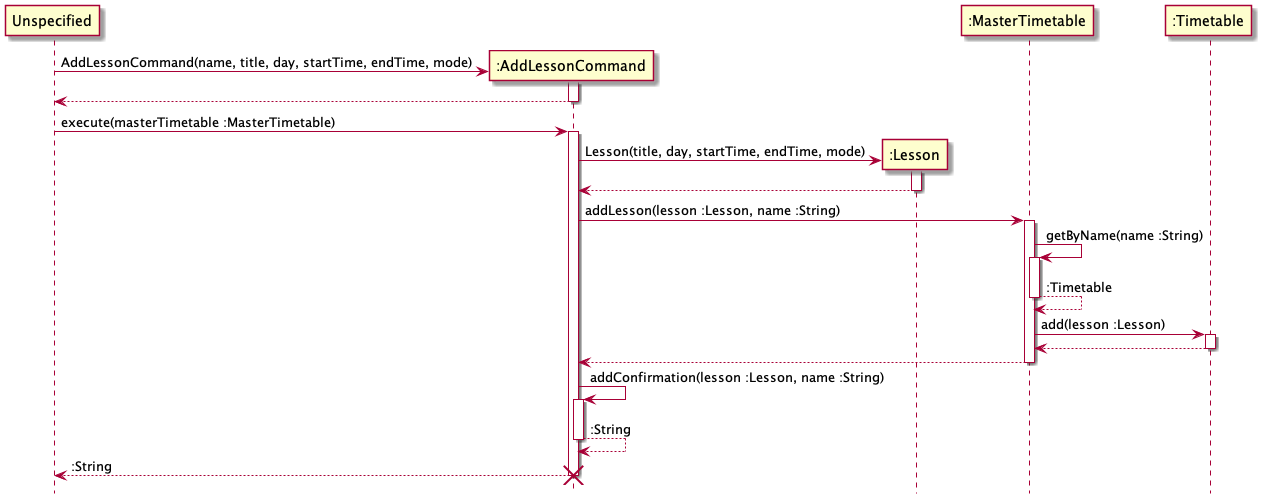 Unspecified
:MasterTimetable
:Timetable
AddLessonCommand(name, title, day, startTime, endTime, mode)
:AddLessonCommand
execute(masterTimetable :MasterTimetable)
Lesson(title, day, startTime, endTime, mode)
:Lesson
addLesson(lesson :Lesson, name :String)
getByName(name :String)
:Timetable
add(lesson :Lesson)
addConfirmation(lesson :Lesson, name :String)
:String
:String